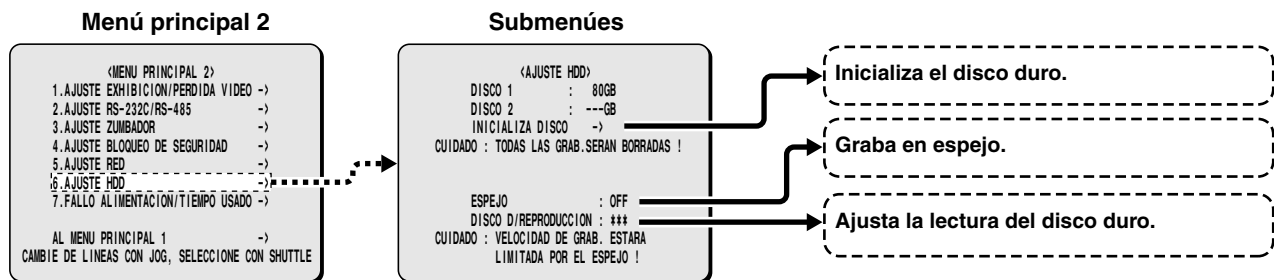 Menú principal 2
<MENU PRINCIPAL 2>
1.AJUSTE EXHIBICION/PERDIDA VIDEO ->
2.AJUSTE RS-232C/RS-485 ->
3.AJUSTE ZUMBADOR ->
4.AJUSTE BLOQUEO DE SEGURIDAD ->
5.AJUSTE RED ->
6.AJUSTE HDD ->
7.FALLO ALIMENTACION/TIEMPO USADO ->
AL MENU PRINCIPAL 1 ->
CAMBIE DE LINEAS CON JOG, SELECCIONE CON SHUTTLE
Submenúes
<AJUSTE HDD>
DISCO 1 : 80GB
DISCO 2 : ---GB
INICIALIZA DISCO ->
CUIDADO : TODAS LAS GRAB.SERAN BORRADAS !
ESPEJO : OFF
DISCO D/REPRODUCCION : ***
CUIDADO : VELOCIDAD DE GRAB. ESTARA
LIMITADA POR EL ESPEJO !
Inicializa el disco duro.
Graba en espejo.
Ajusta la lectura del disco duro.